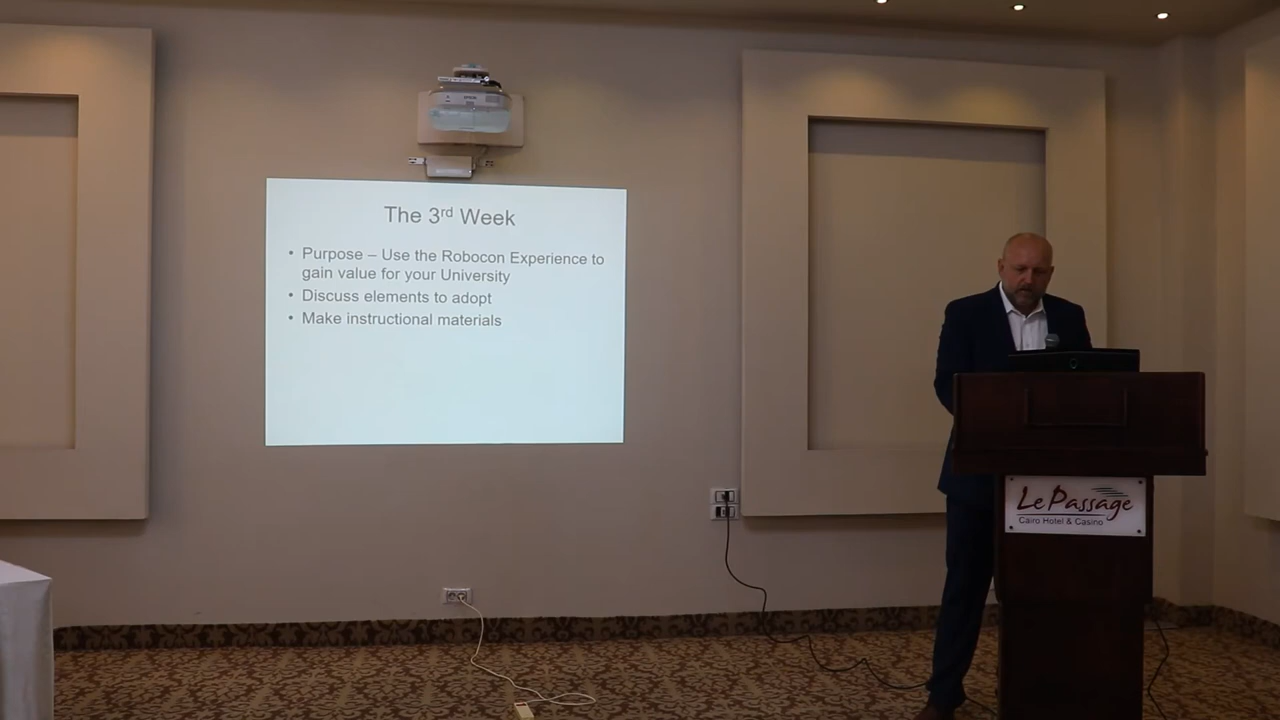 EPSON
The 3rd Week
• Purpose – Use the Robocon Experience to
gain value for your University
• Discuss elements to adopt
• Make instructional materials
Le Passage
Cairo Hotel & Casino